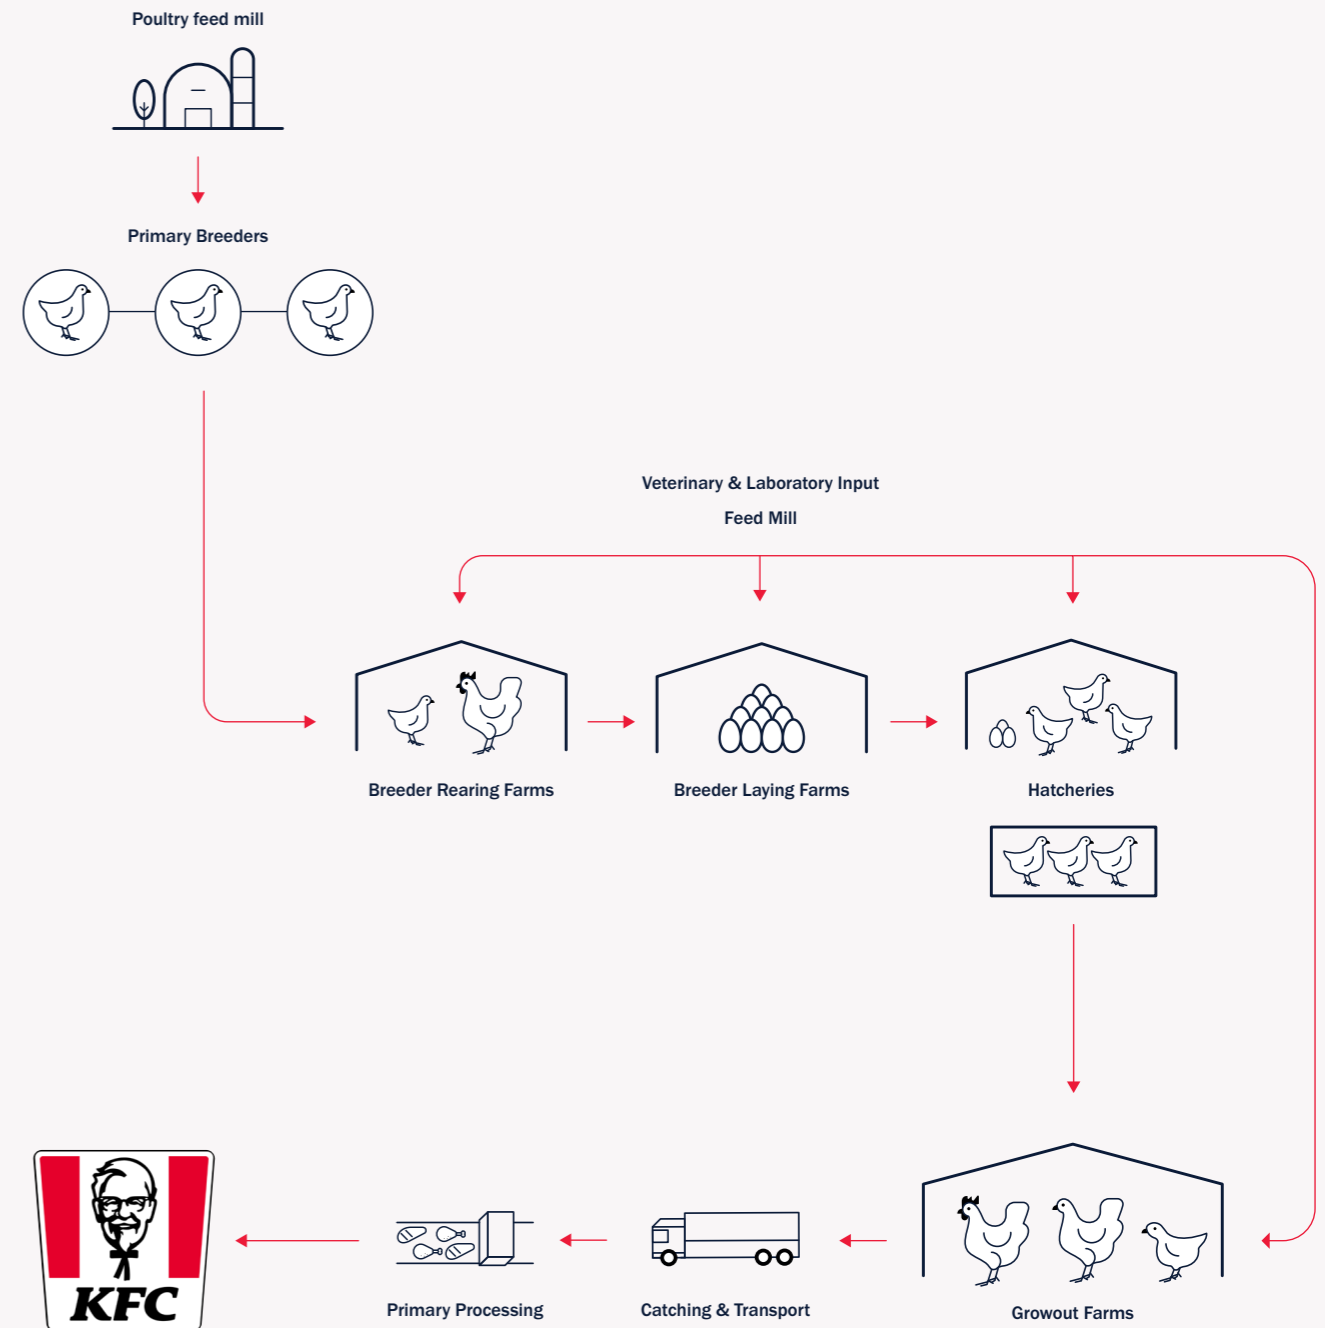 Poultry feed mill
Primary Breeders
Veterinary & Laboratory Input
Feed Mill
Breeder Rearing Farms
Breeder Laying Farms
Hatcheries
KFC
Primary Processing
Catching & Transport
Growout Farms